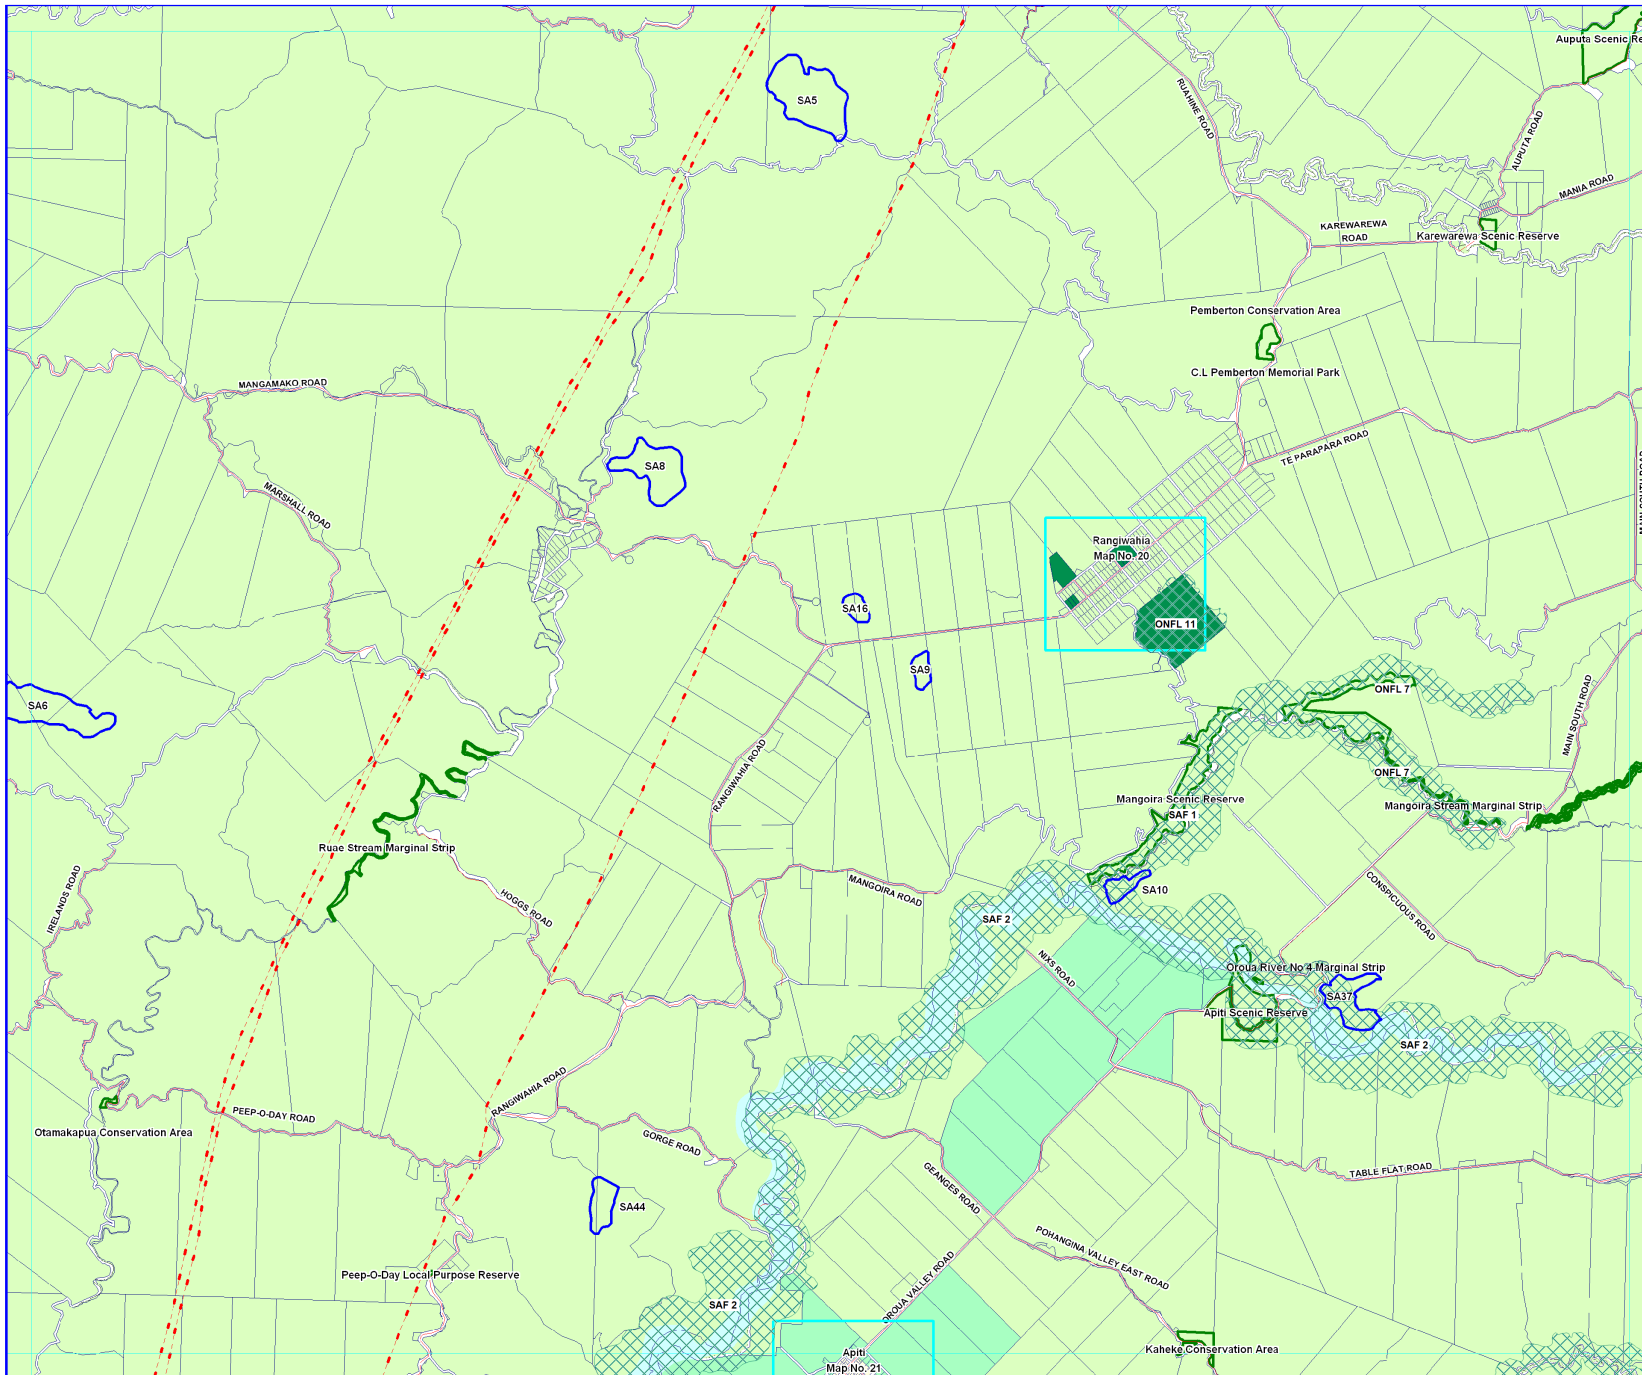 Auputa Scenic Re
SA5
RUAHINE ROAD
AUPUTA ROAD
MANIA ROAD
KAREWAREWA
ROAD
Karewarewa Scenic Reserve
Pemberton Conservation Area
C.L Pemberton Memorial Park
MANGAMAKO ROAD
TE PARAPARA ROAD
SA8
MARSHALL ROAD
MAIN SOUTH ROAD
Rangiwahia
Map No. 20
SA16
ONFL 11
SA9
SA6
ONFL 7
MAIN SOUTH ROAD
RANGIWAHIA ROAD
ONFL 7
Mangoira Scenic Reserve
Mangoira Stream Marginal Strip
SAF 1
Ruae Stream Marginal Strip
IRELANDS ROAD
HOGGS ROAD
MANGOIRA ROAD
SA10
CONSPICUOUS ROAD
SAF 2
NIXS ROAD
Oroua River No 4 Marginal Strip
SA37
Apiti Scenic Reserve
SAF 2
RANGIWAHIA ROAD
PEEP-O-DAY ROAD
Otamakapua Conservation Area
GORGE ROAD
GEANGES ROAD
TABLE FLAT ROAD
SA44
POHANGINA VALLEY EAST ROAD
Peep-O-Day Local Purpose Reserve
OROUA VALLEY ROAD
SAF 2
Kaheke Conservation Area
Apiti
Map No. 21